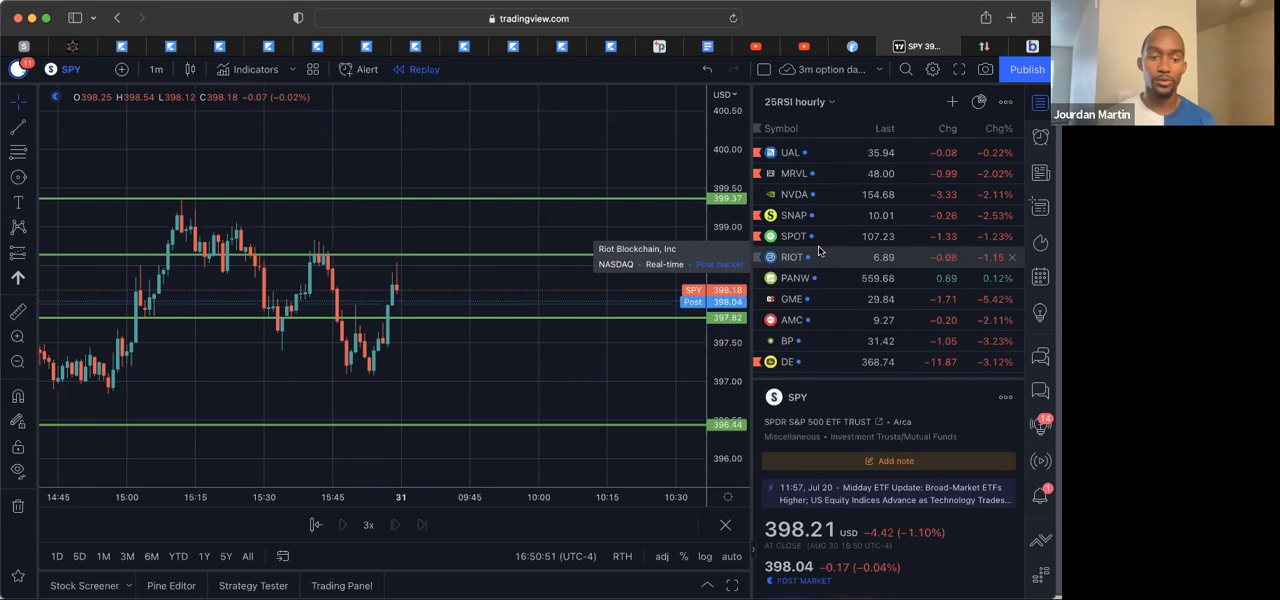 tradingview.com
SPY 39...
11
SPY
1m
Indicators
Alert
Replay
3m option da...
Publish
Jourdan Martin
O398.25 H398.54 L398.12 C398.18 -0.07 (-0.02%)
USD
400.50
400.00
399.50
399.37
399.00
SPY 398.18
Post 398.04
397.82
397.50
397.00
396.44
396.00
Riot Blockchain, Inc
NASDAQ • Real-time • Post market
14:45 15:00 15:15 15:30 15:45 31 09:45 10:00 10:15 10:30
3x
1D 5D 1M 3M 6M YTD 1Y 5Y All
16:50:51 (UTC-4) RTH adj % log auto
Stock Screener Pine Editor Strategy Tester Trading Panel
25RSI hourly
Symbol Last Chg Chg%
UAL 35.94 −0.08 −0.22%
MRVL 48.00 −0.99 −2.02%
NVDA 154.68 −3.33 −2.11%
SNAP 10.01 −0.26 −2.53%
SPOT 107.23 −1.33 −1.23%
RIOT 6.89 −0.08 −1.15
PANW 559.68 0.69 0.12%
GME 29.84 −1.71 −5.42%
AMC 9.27 −0.20 −2.11%
BP 31.42 −1.05 −3.23%
DE 368.74 −11.87 −3.12%
SPY
SPDR S&P 500 ETF TRUST • Arca
Miscellaneous • Investment Trusts/Mutual Funds
Add note
11:57, Jul 20 • Midday ETF Update: Broad-Market ETFs
Higher; US Equity Indices Advance as Technology Trades...
398.21 USD −4.42 (−1.10%)
AT CLOSE (AUG 30 16:50 UTC-4)
398.04 −0.17 (−0.04%)
POST MARKET
14
1